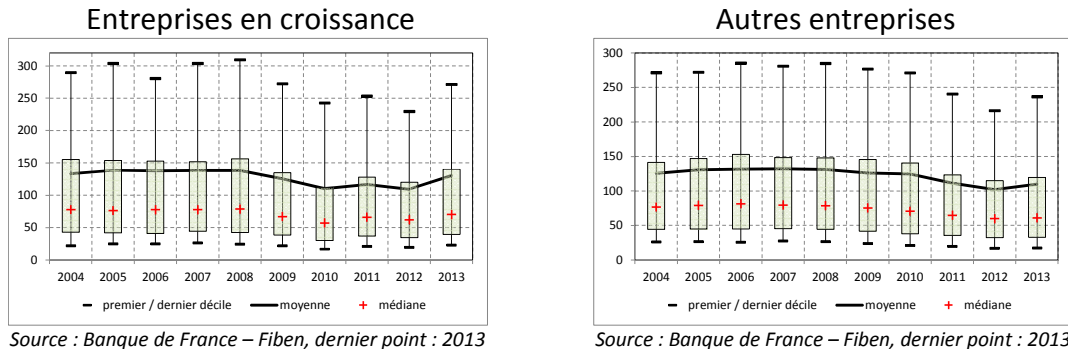 Entreprises en croissance
300
250
200
150
100
50
0
2004 2005 2006 2007 2008 2009 2010 2011 2012 2013
premier / dernier décile moyenne médiane
Source : Banque de France – Fiben, dernier point : 2013
Autres entreprises
300
250
200
150
100
50
0
2004 2005 2006 2007 2008 2009 2010 2011 2012 2013
premier / dernier décile moyenne médiane
Source : Banque de France – Fiben, dernier point : 2013